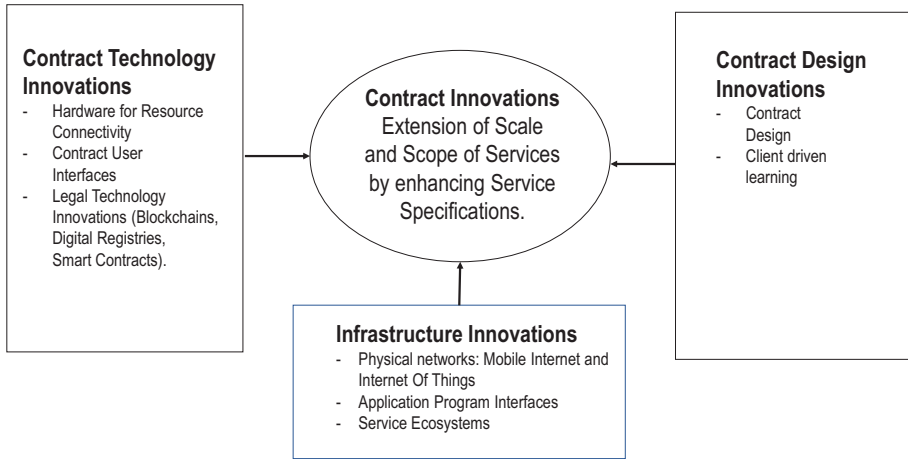 Contract Technology
Innovations
- Hardware for Resource
Connectivity
- Contract User
Interfaces
- Legal Technology
Innovations (Blockchains,
Digital Registries,
Smart Contracts).
Contract Innovations
Extension of Scale
and Scope of Services
by enhancing Service
Specifications.
Contract Design
Innovations
- Contract
Design
- Client driven
learning
Infrastructure Innovations
- Physical networks: Mobile Internet and
Internet Of Things
- Application Program Interfaces
- Service Ecosystems